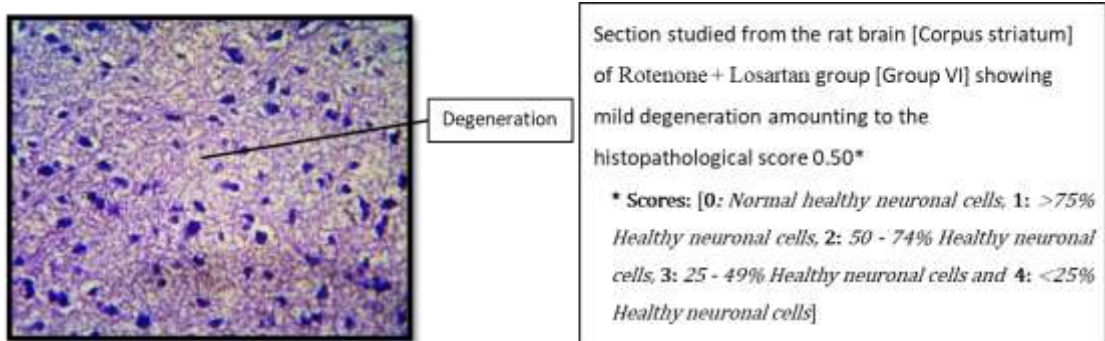 Degeneration
Section studied from the rat brain [Corpus striatum]
of Rotenone + Losartan group [Group VI] showing
mild degeneration amounting to the
histopathological score 0.50*
* Scores: [0: Normal healthy neuronal cells, 1: >75%
Healthy neuronal cells, 2: 50 - 74% Healthy neuronal
cells, 3: 25 - 49% Healthy neuronal cells and 4: <25%
Healthy neuronal cells]